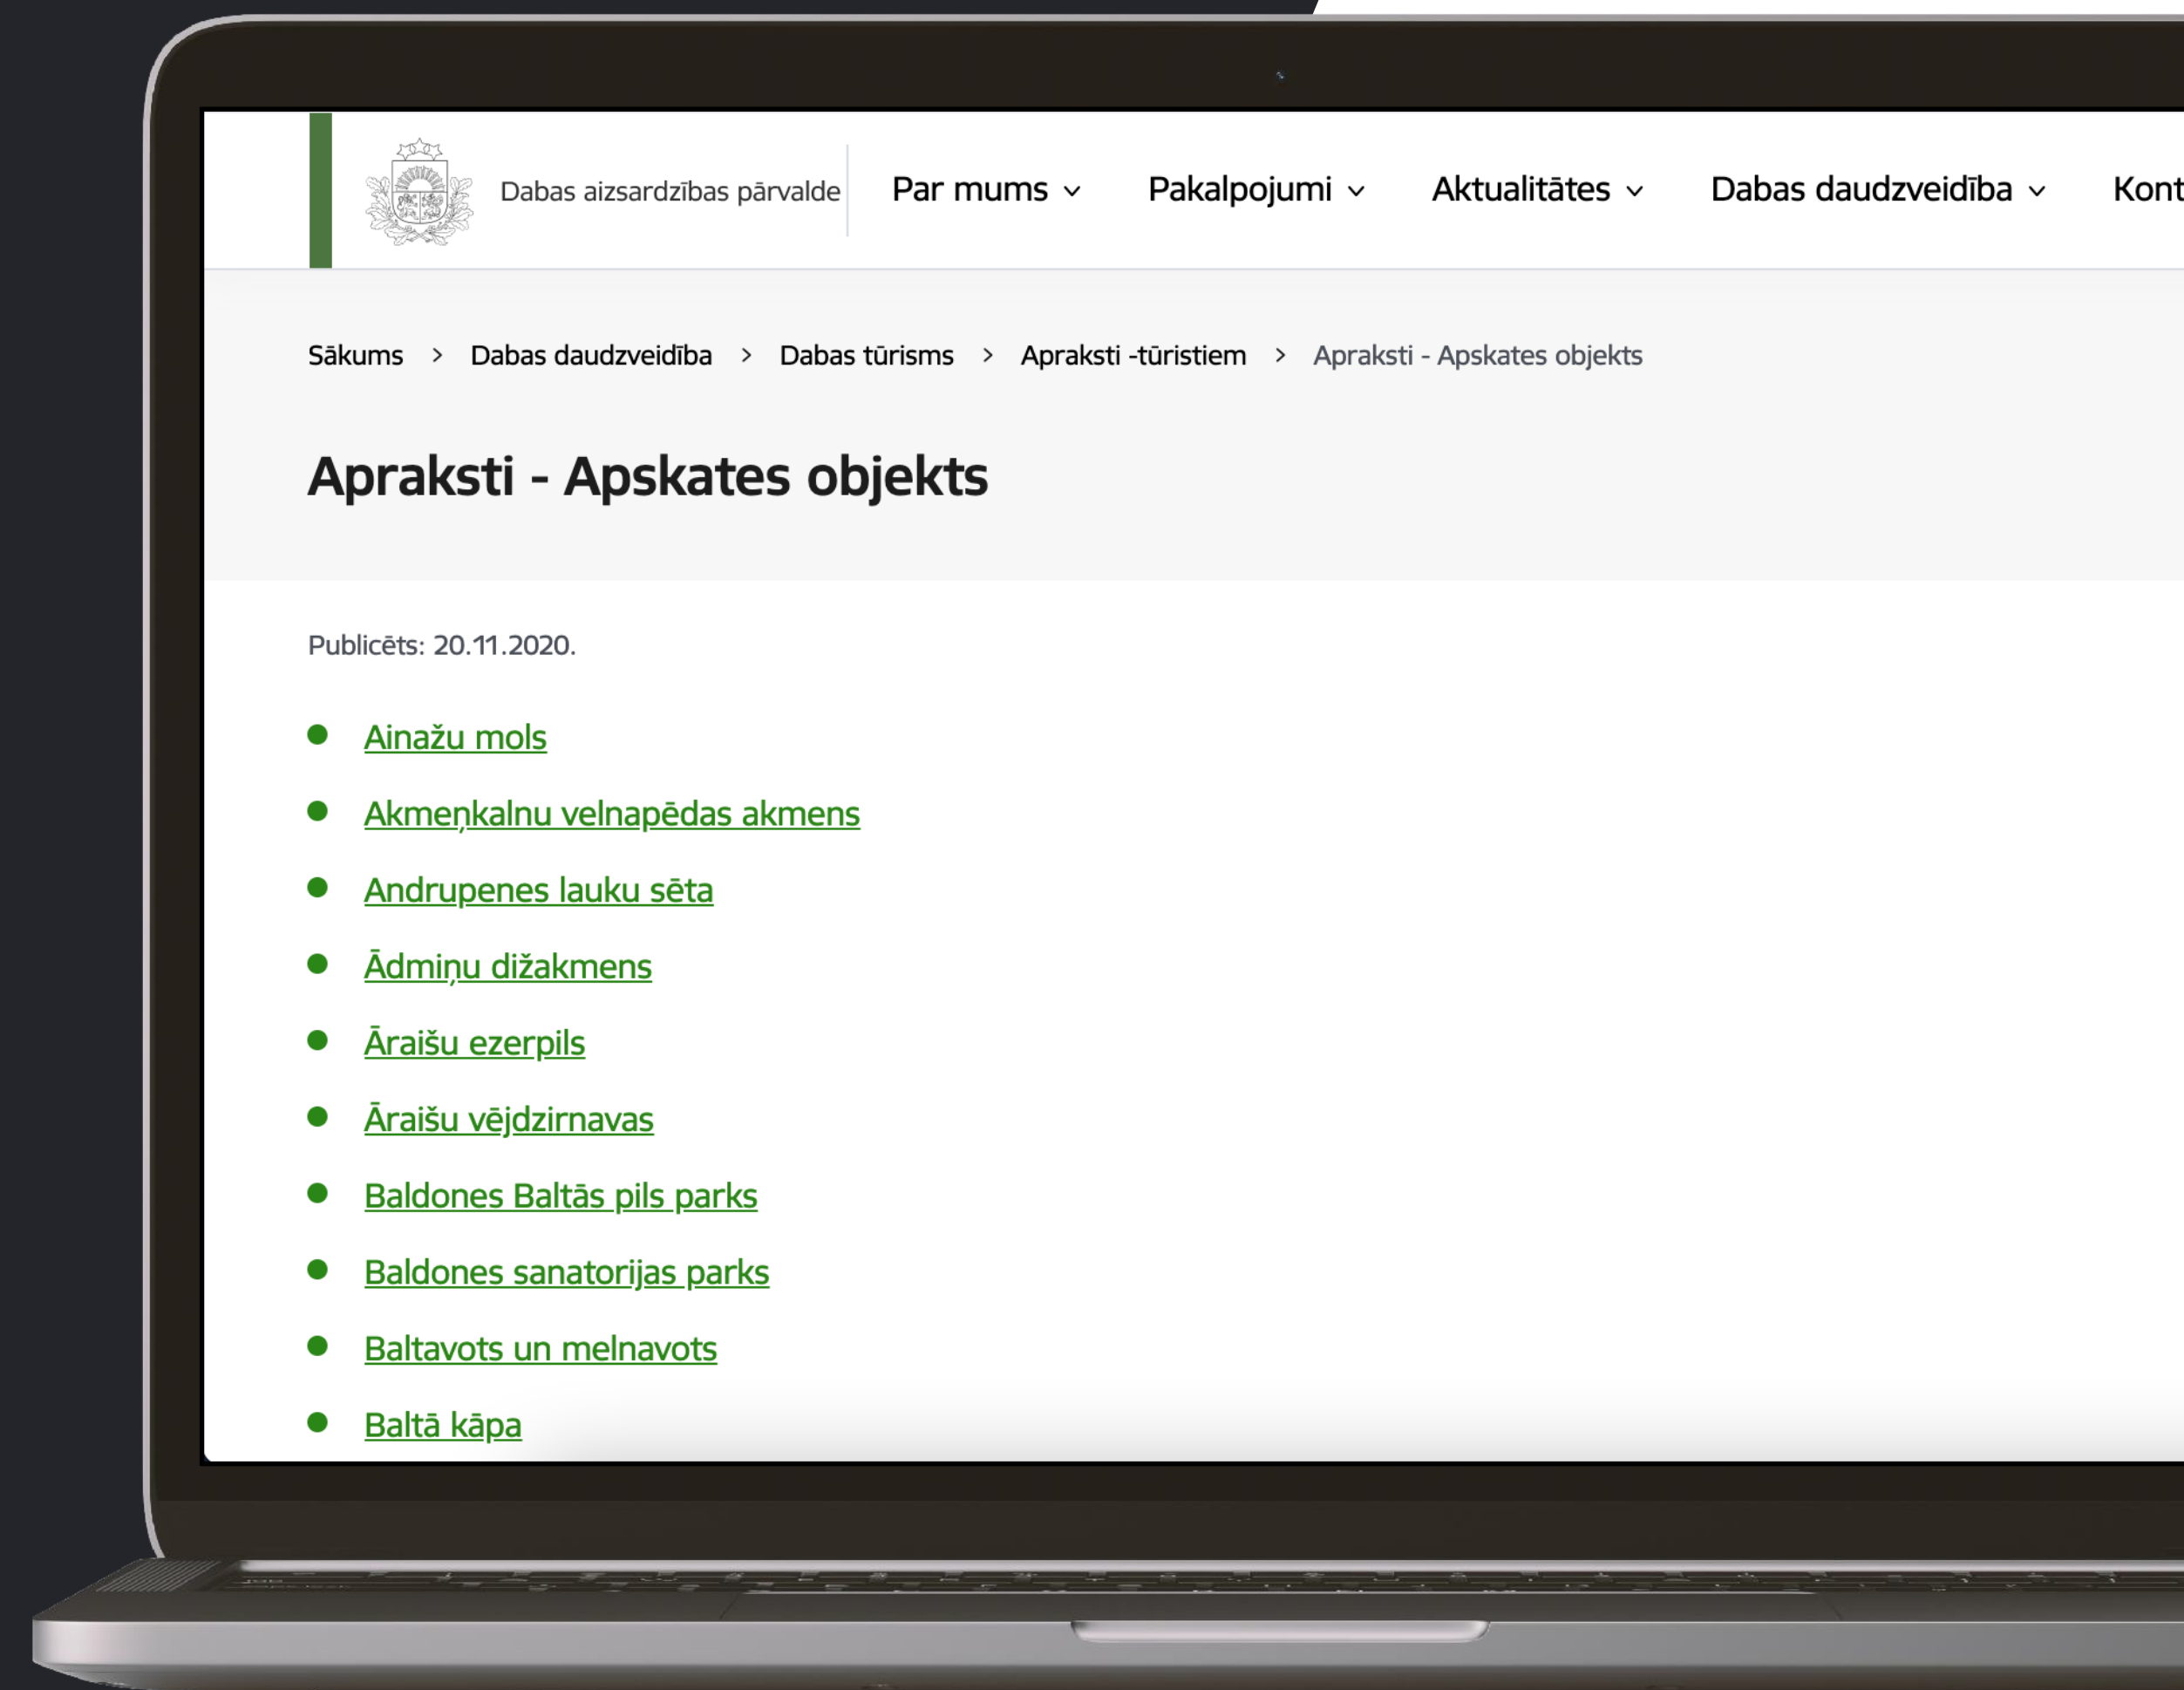 Dabas aizsardzības pārvalde
Par mums
Pakalpojumi
Aktualitātes
Dabas daudzveidība
Kont
Sākums > Dabas daudzveidība > Dabas tūrisms > Apraksti -tūristiem > Apraksti - Apskates objekts
Apraksti - Apskates objekts
Publicēts: 20.11.2020.
Ainažu mols
Akmeņkalnu velnapēdas akmens
Andrupenes lauku sēta
Ādmiņu dižakmens
Āraišu ezerpils
Āraišu vējdzirnavas
Baldones Baltās pils parks
Baldones sanatorijas parks
Baltavots un melnavots
Baltā kāpa